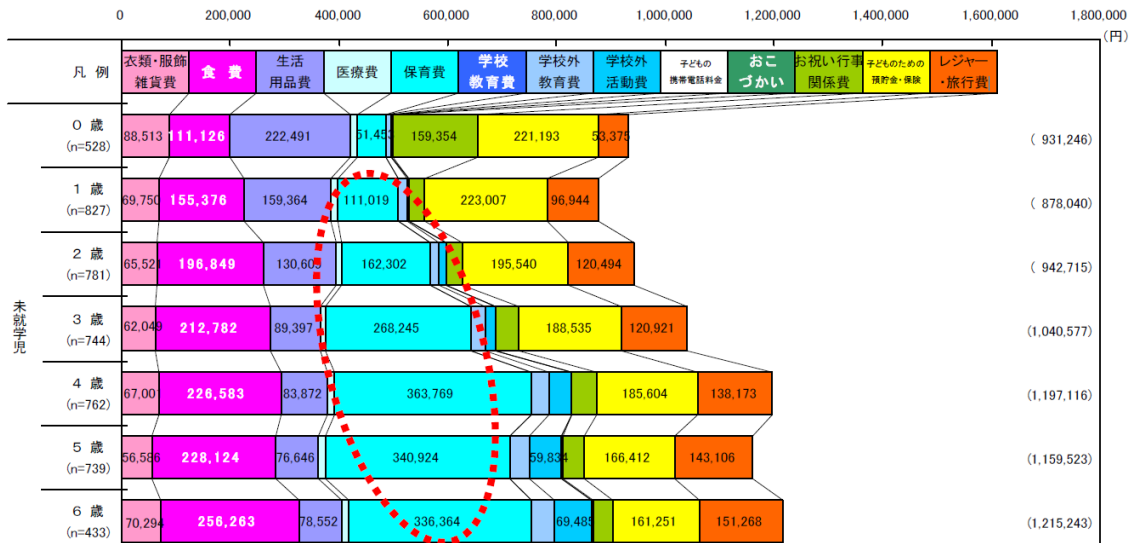 0 200,000 400,000 600,000 800,000 1,000,000 1,200,000 1,400,000 1,600,000 1,800,000
(円)
凡 例 衣類・服飾雑貨費 食 費 生活用品費 医療費 保育費 学校教育費 学校外教育費 学校外活動費 子どもの携帯電話料金 おこづかい お祝い行事関係費 子どものための預貯金・保険 レジャー・旅行費
未就学児
0 歳
(n=528)
88,513 111,126 222,491 51,453 159,354 221,193 53,375 ( 931,246)
1 歳
(n=827)
69,750 155,376 159,364 111,019 223,007 96,944 ( 878,040)
2 歳
(n=781)
65,521 196,849 130,605 162,302 195,540 120,494 ( 942,715)
3 歳
(n=744)
62,049 212,782 89,397 268,245 188,535 120,921 (1,040,577)
4 歳
(n=762)
67,001 226,583 83,872 363,769 185,604 138,173 (1,197,116)
5 歳
(n=739)
56,586 228,124 76,646 340,924 59,834 166,412 143,106 (1,159,523)
6 歳
(n=433)
70,294 256,263 78,552 336,364 69,485 161,251 151,268 (1,215,243)